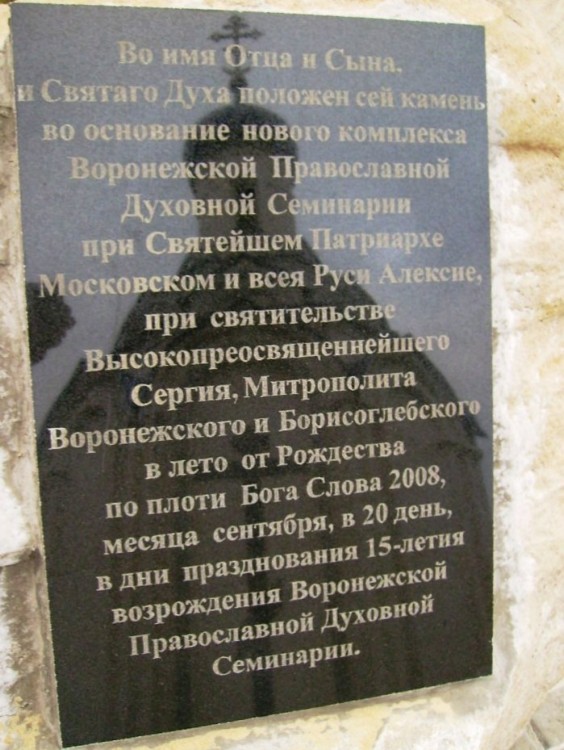 Во имя Отца и Сына,
и Святаго Духа положен сей камень
во основание нового комплекса
Воронежской Православной
Духовной Семинарии
при Святейшем Патриархе
Московском и всея Руси Алексие,
при святительстве
Высокопреосвященнейшего
Сергия, Митрополита
Воронежского и Борисоглебского
в лето от Рождества
по плоти Бога Слова 2008,
месяца сентября, в 20 день,
в дни празднования 15-летия
возрождения Воронежской
Православной Духовной
Семинарии.